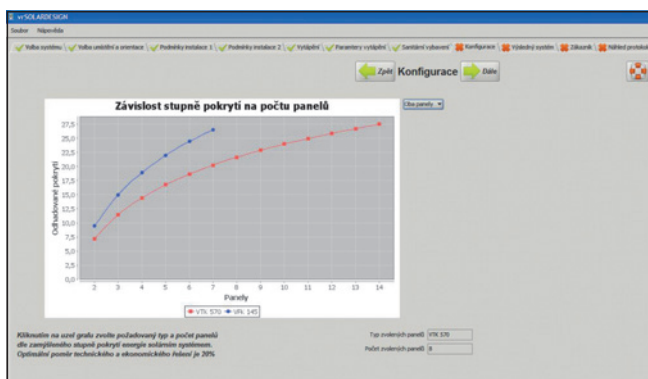 vrSOLARDESIGN
Soubor Nápověda
Volba systému Volba umístění a orientace Podmínky instalace 1 Podmínky instalace 2 Vytápění Parametry vytápění Sanitární vybavení Konfigurace Výsledný systém Zákazník Náhled protokolu
Zpět Konfigurace Dále
Závislost stupně pokrytí na počtu panelů
Oba panely
27,5
25,0
22,5
20,0
17,5
15,0
12,5
10,0
7,5
5,0
2,5
0,0
Odhadované pokrytí
2 3 4 5 6 7 8 9 10 11 12 13 14
Panely
VTK 570 VFK 145
Kliknutím na uzel grafu zvolte požadovaný typ a počet panelů
dle zamýšleného stupně pokrytí energie solárním systémem.
Optimální poměr technického a ekonomického řešení je 20%
Typ zvolených panelů VTK 570
Počet zvolených panelů 8